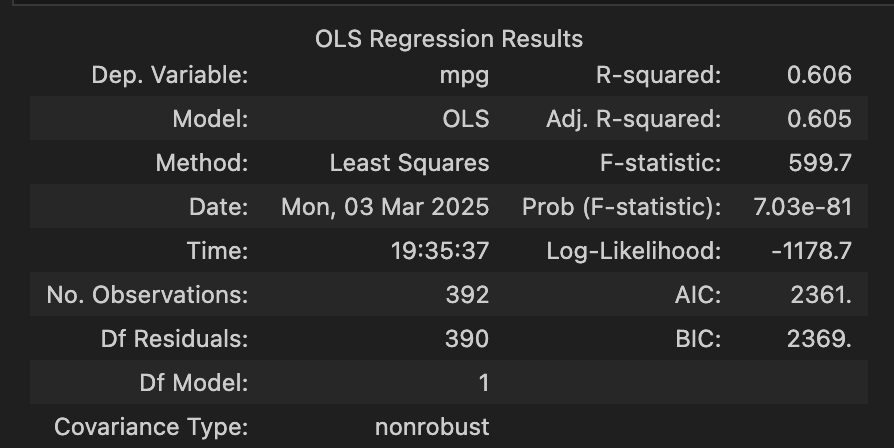 OLS Regression Results
Dep. Variable: mpg R-squared: 0.606
Model: OLS Adj. R-squared: 0.605
Method: Least Squares F-statistic: 599.7
Date: Mon, 03 Mar 2025 Prob (F-statistic): 7.03e-81
Time: 19:35:37 Log-Likelihood: -1178.7
No. Observations: 392 AIC: 2361.
Df Residuals: 390 BIC: 2369.
Df Model: 1
Covariance Type: nonrobust